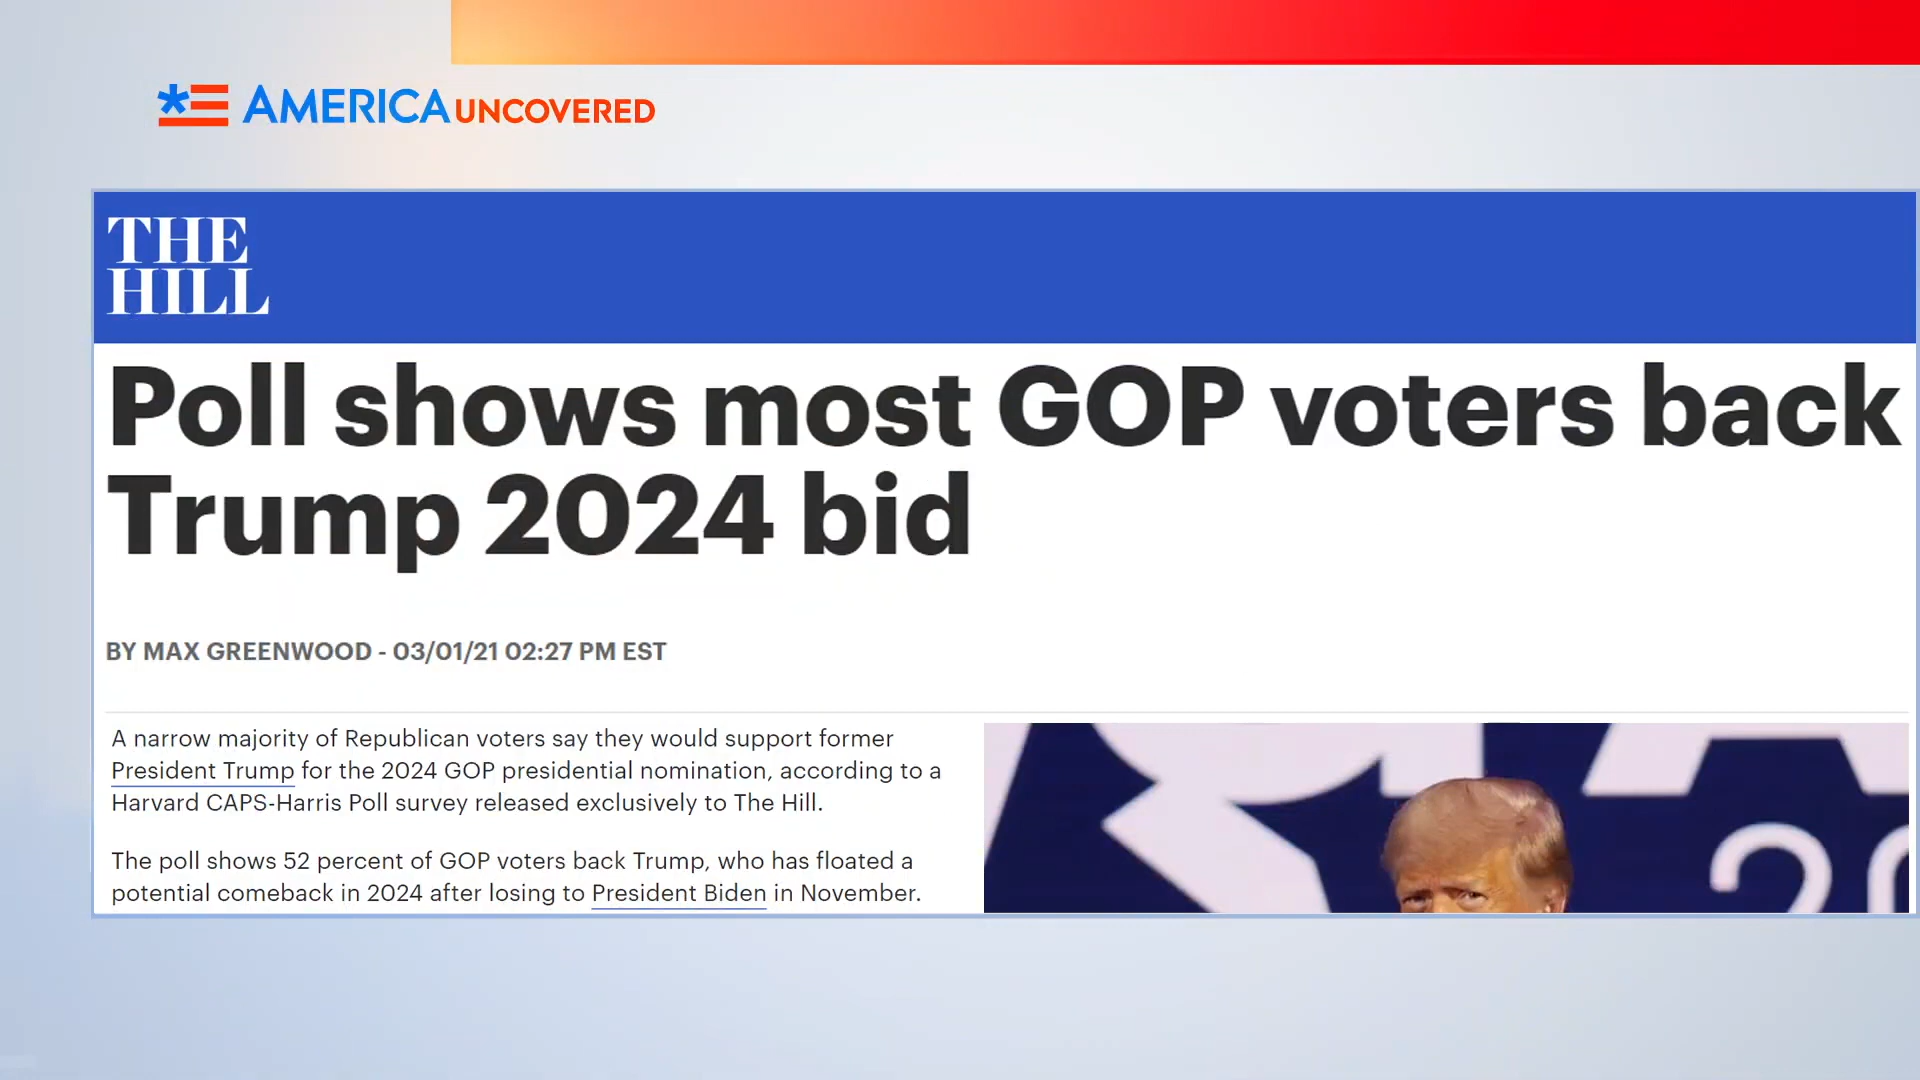 AMERICA UNCOVERED
THE
HILL
Poll shows most GOP voters back
Trump 2024 bid
BY MAX GREENWOOD - 03/01/21 02:27 PM EST
A narrow majority of Republican voters say they would support former
President Trump for the 2024 GOP presidential nomination, according to a
Harvard CAPS-Harris Poll survey released exclusively to The Hill.
The poll shows 52 percent of GOP voters back Trump, who has floated a
potential comeback in 2024 after losing to President Biden in November.